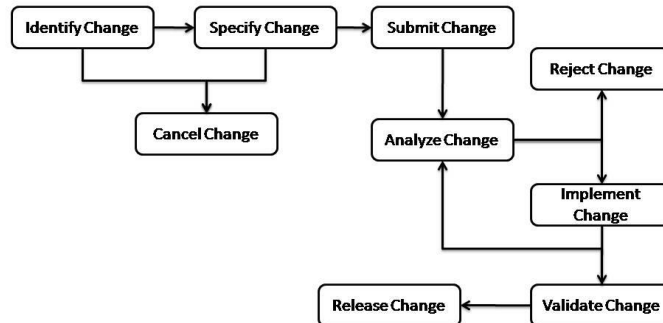 Identify Change
Specify Change
Submit Change
Reject Change
Cancel Change
Analyze Change
Implement
Change
Release Change
Validate Change